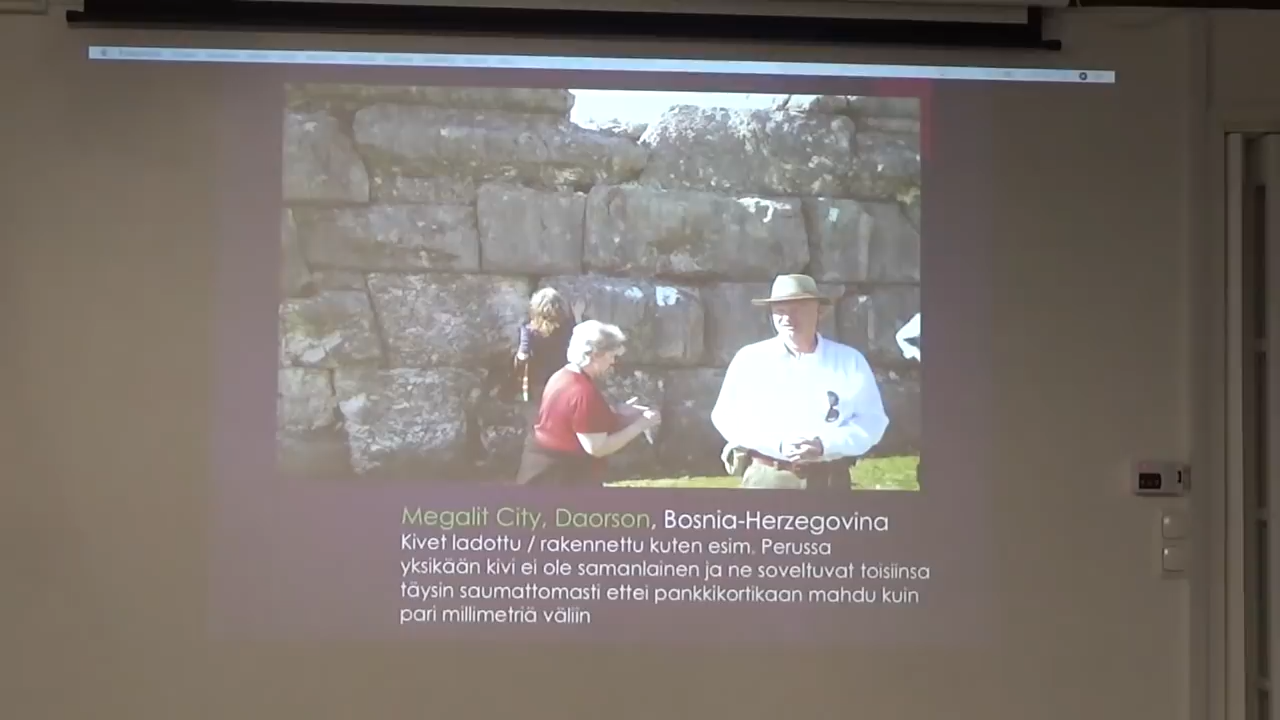 Megalit City, Daorson, Bosnia-Herzegovina
Kivet ladottu / rakennettu kuten esim. Perussa
yksikään kivi ei ole samanlainen ja ne soveltuvat toisiinsa
täysin saumattomasti ettei pankkikortikaan mahdu kuin
pari millimetriä väliin